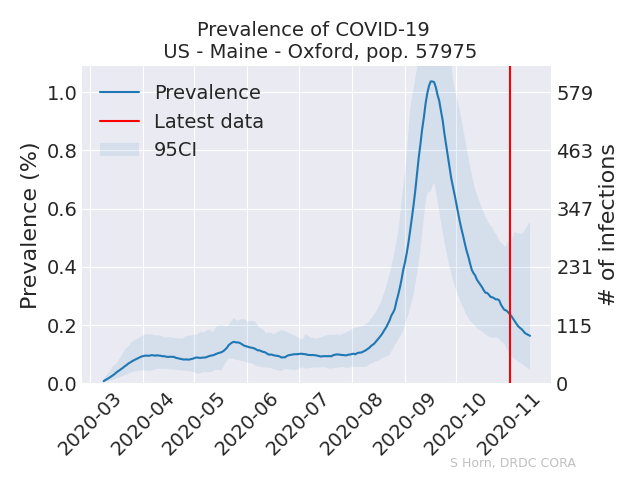 Prevalence of COVID-19
US - Maine - Oxford, pop. 57975
Prevalence
Latest data
95CI
Prevalence (%)
1.0
0.8
0.6
0.4
0.2
0.0
# of infections
579
463
347
231
115
0
2020-03
2020-04
2020-05
2020-06
2020-07
2020-08
2020-09
2020-10
2020-11
S Horn, DRDC CORA